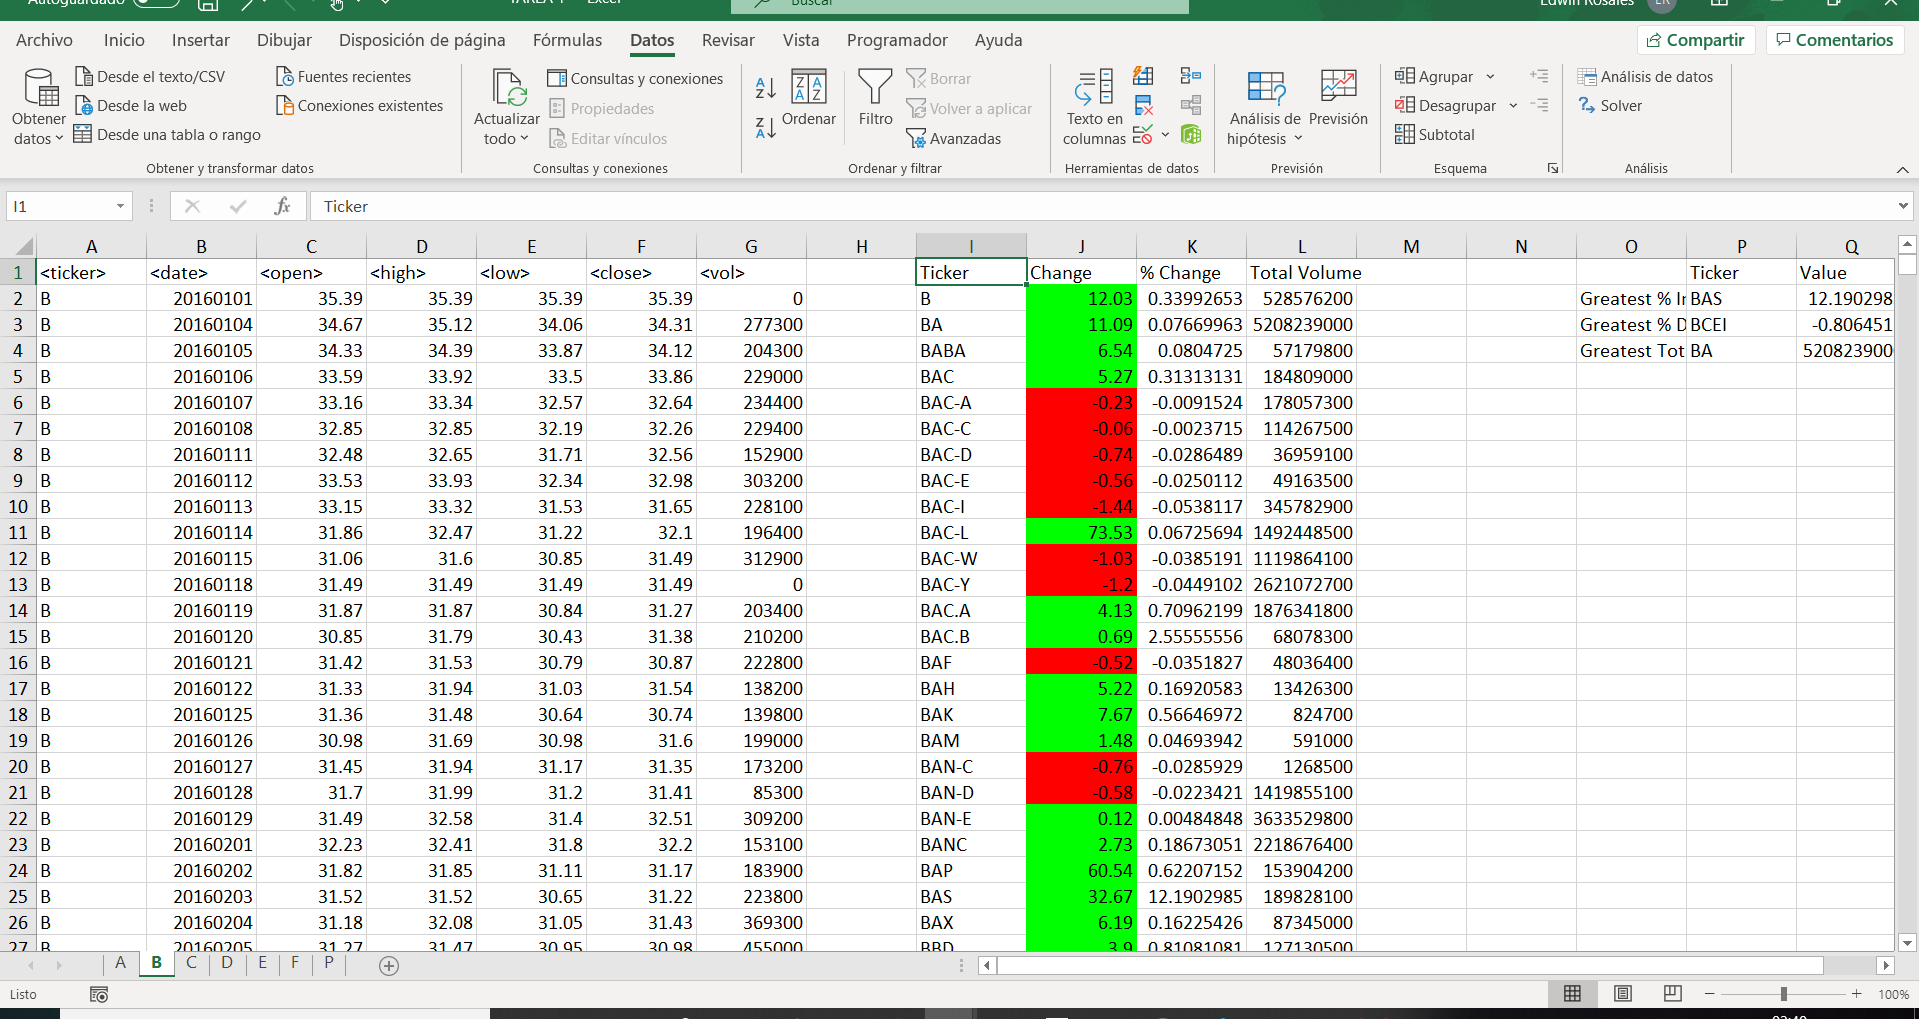 Autoguardado TAREA Excel Buscar Edwin Rosales ER
Archivo Inicio Insertar Dibujar Disposición de página Fórmulas Datos Revisar Vista Programador Ayuda Compartir Comentarios
Obtener datos
Desde el texto/CSV
Desde la web
Desde una tabla o rango
Fuentes recientes
Conexiones existentes
Obtener y transformar datos
Actualizar todo
Consultas y conexiones
Propiedades
Editar vínculos
Consultas y conexiones
Ordenar
Filtro
Borrar
Volver a aplicar
Avanzadas
Ordenar y filtrar
Texto en columnas
Herramientas de datos
Análisis de hipótesis
Previsión
Previsión
Agrupar
Desagrupar
Subtotal
Esquema
Análisis de datos
Solver
Análisis
I1 fx Ticker
A B C D E F G H I J K L M N O P Q
1 <ticker> <date> <open> <high> <low> <close> <vol> Ticker Change % Change Total Volume Ticker Value
2 B 20160101 35.39 35.39 35.39 35.39 0 B 12.03 0.33992653 528576200 Greatest % In BAS 12.190298
3 B 20160104 34.67 35.12 34.06 34.31 277300 BA 11.09 0.07669963 5208239000 Greatest % D BCEI -0.806451
4 B 20160105 34.33 34.39 33.87 34.12 204300 BABA 6.54 0.0804725 57179800 Greatest Tot BA 520823900
5 B 20160106 33.59 33.92 33.5 33.86 229000 BAC 5.27 0.31313131 184809000
6 B 20160107 33.16 33.34 32.57 32.64 234400 BAC-A -0.23 -0.0091524 178057300
7 B 20160108 32.85 32.85 32.19 32.26 229400 BAC-C -0.06 -0.0023715 114267500
8 B 20160111 32.48 32.65 31.71 32.56 152900 BAC-D -0.74 -0.0286489 36959100
9 B 20160112 33.53 33.93 32.34 32.98 303200 BAC-E -0.56 -0.0250112 49163500
10 B 20160113 33.15 33.32 31.53 31.65 228100 BAC-I -1.44 -0.0538117 345782900
11 B 20160114 31.86 32.47 31.22 32.1 196400 BAC-L 73.53 0.06725694 1492448500
12 B 20160115 31.06 31.6 30.85 31.49 312900 BAC-W -1.03 -0.0385191 1119864100
13 B 20160118 31.49 31.49 31.49 31.49 0 BAC-Y -1.2 -0.0449102 2621072700
14 B 20160119 31.87 31.87 30.84 31.27 203400 BAC.A 4.13 0.70962199 1876341800
15 B 20160120 30.85 31.79 30.43 31.38 210200 BAC.B 0.69 2.55555556 68078300
16 B 20160121 31.42 31.53 30.79 30.87 222800 BAF -0.52 -0.0351827 48036400
17 B 20160122 31.33 31.94 31.03 31.54 138200 BAH 5.22 0.16920583 13426300
18 B 20160125 31.36 31.48 30.64 30.74 139800 BAK 7.67 0.56646972 824700
19 B 20160126 30.98 31.69 30.98 31.6 199000 BAM 1.48 0.04693942 591000
20 B 20160127 31.45 31.94 31.17 31.35 173200 BAN-C -0.76 -0.0285929 1268500
21 B 20160128 31.7 31.99 31.2 31.41 85300 BAN-D -0.58 -0.0223421 1419855100
22 B 20160129 31.49 32.58 31.4 32.51 309200 BAN-E 0.12 0.00484848 3633529800
23 B 20160201 32.23 32.41 31.8 32.2 153100 BANC 2.73 0.18673051 2218676400
24 B 20160202 31.82 31.85 31.11 31.17 183900 BAP 60.54 0.62207152 153904200
25 B 20160203 31.52 31.52 30.65 31.22 223800 BAS 32.67 12.1902985 189828100
26 B 20160204 31.18 32.08 31.05 31.43 369300 BAX 6.19 0.16225426 87345000
27 B 20160205 31.27 31.47 30.95 30.98 455000 BBD 3.9 0.81081081 127130500
A B C D E F P
Listo 100%